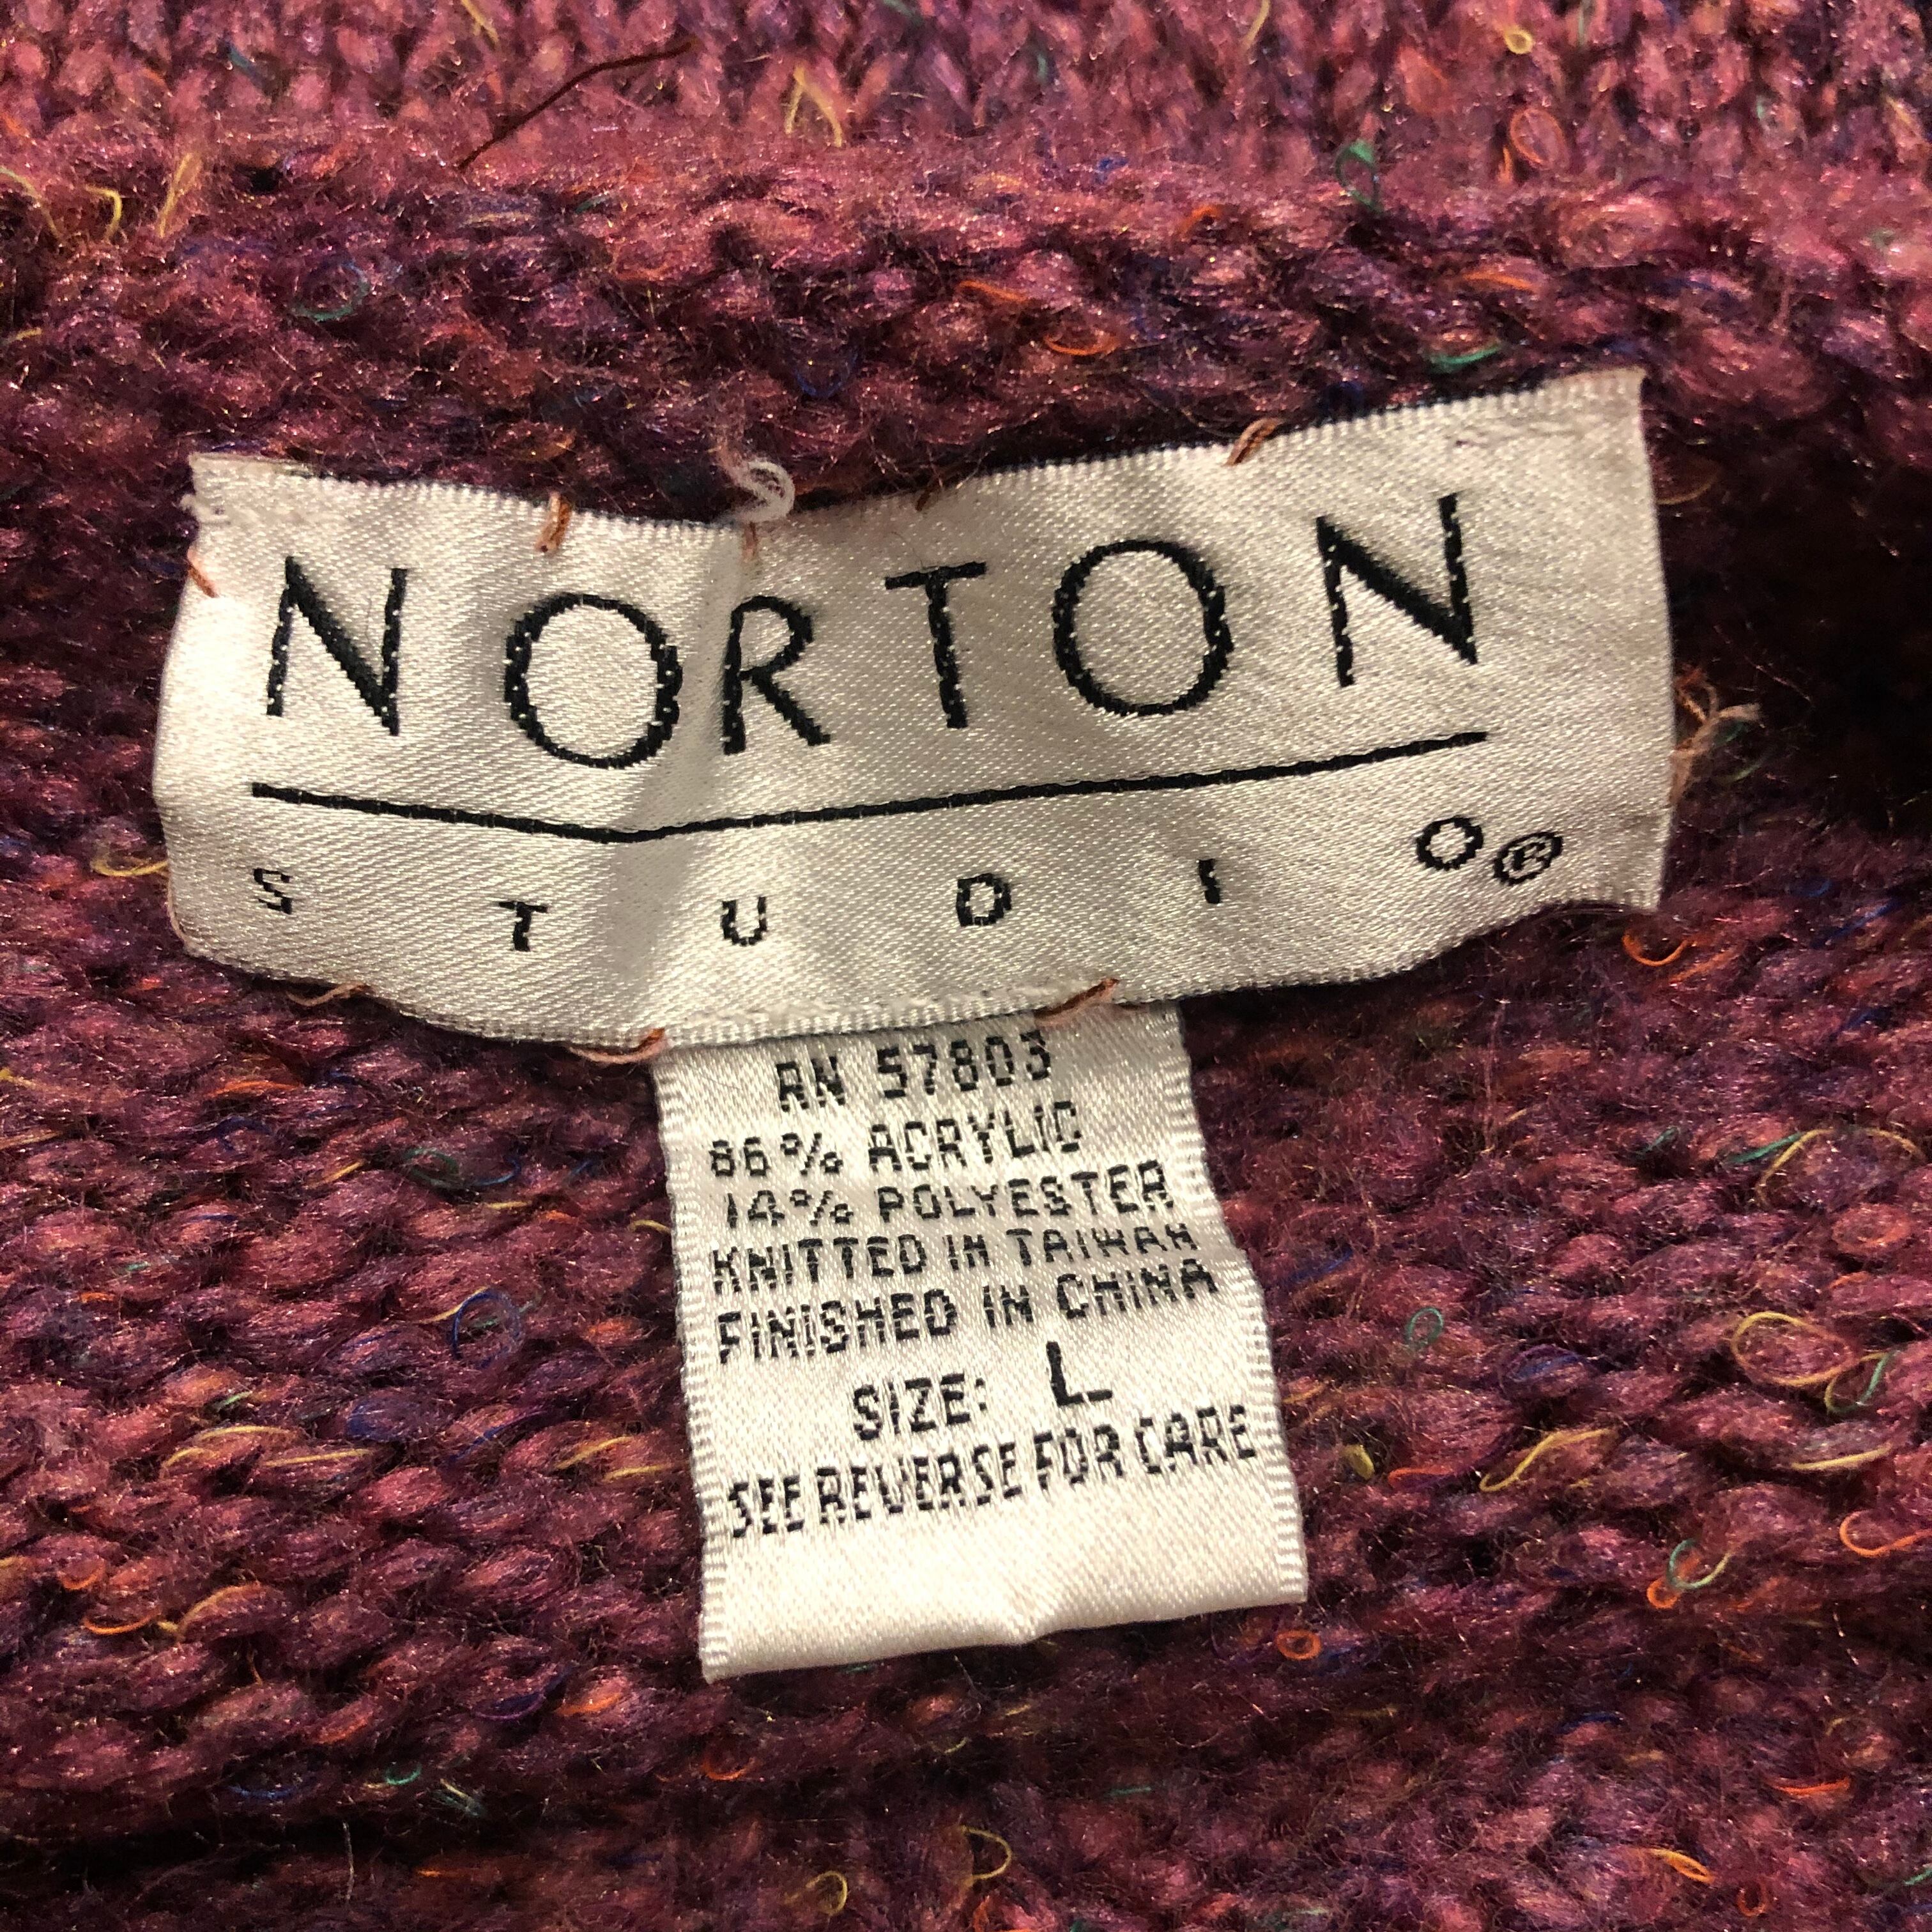 NORTON
STUDIO®
RN 57803
86% ACRYLIC
14% POLYESTER
KNITTED IN TAIWAN
FINISHED IN CHINA
SIZE: L
SEE REVERSE FOR CARE